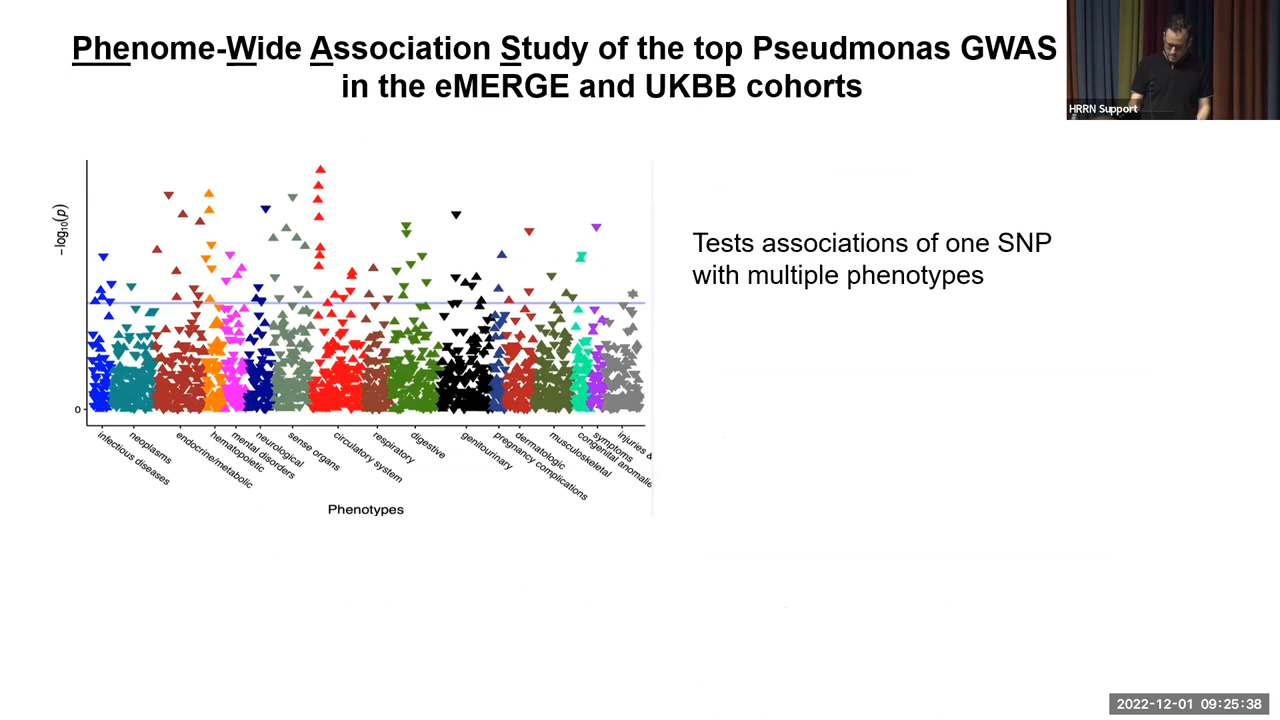 Phenome-Wide Association Study of the top Pseudomonas GWAS
in the eMERGE and UKBB cohorts
HRRN Support
−log10(p)
Tests associations of one SNP
with multiple phenotypes
0
infectious diseases
neoplasms
endocrine/metabolic
hematopoietic
mental disorders
neurological
sense organs
circulatory system
respiratory
digestive
genitourinary
pregnancy complications
dermatologic
musculoskeletal
congenital anomalie
symptoms
injuries &
Phenotypes
2022-12-01 09:25:38